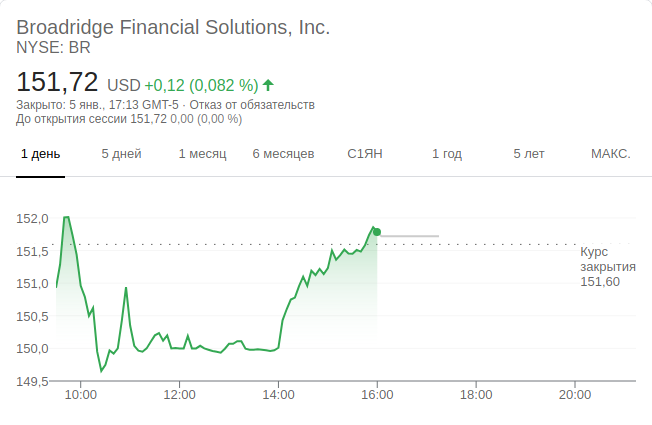 Broadridge Financial Solutions, Inc.
NYSE: BR
151,72 USD +0,12 (0,082 %)
Закрыто: 5 янв., 17:13 GMT-5 · Отказ от обязательств
До открытия сессии 151,72 0,00 (0,00 %)
1 день 5 дней 1 месяц 6 месяцев С1ЯН 1 год 5 лет МАКС.
152,0
151,5
Курс
закрытия
151,60
151,0
150,5
150,0
149,5
10:00 12:00 14:00 16:00 18:00 20:00